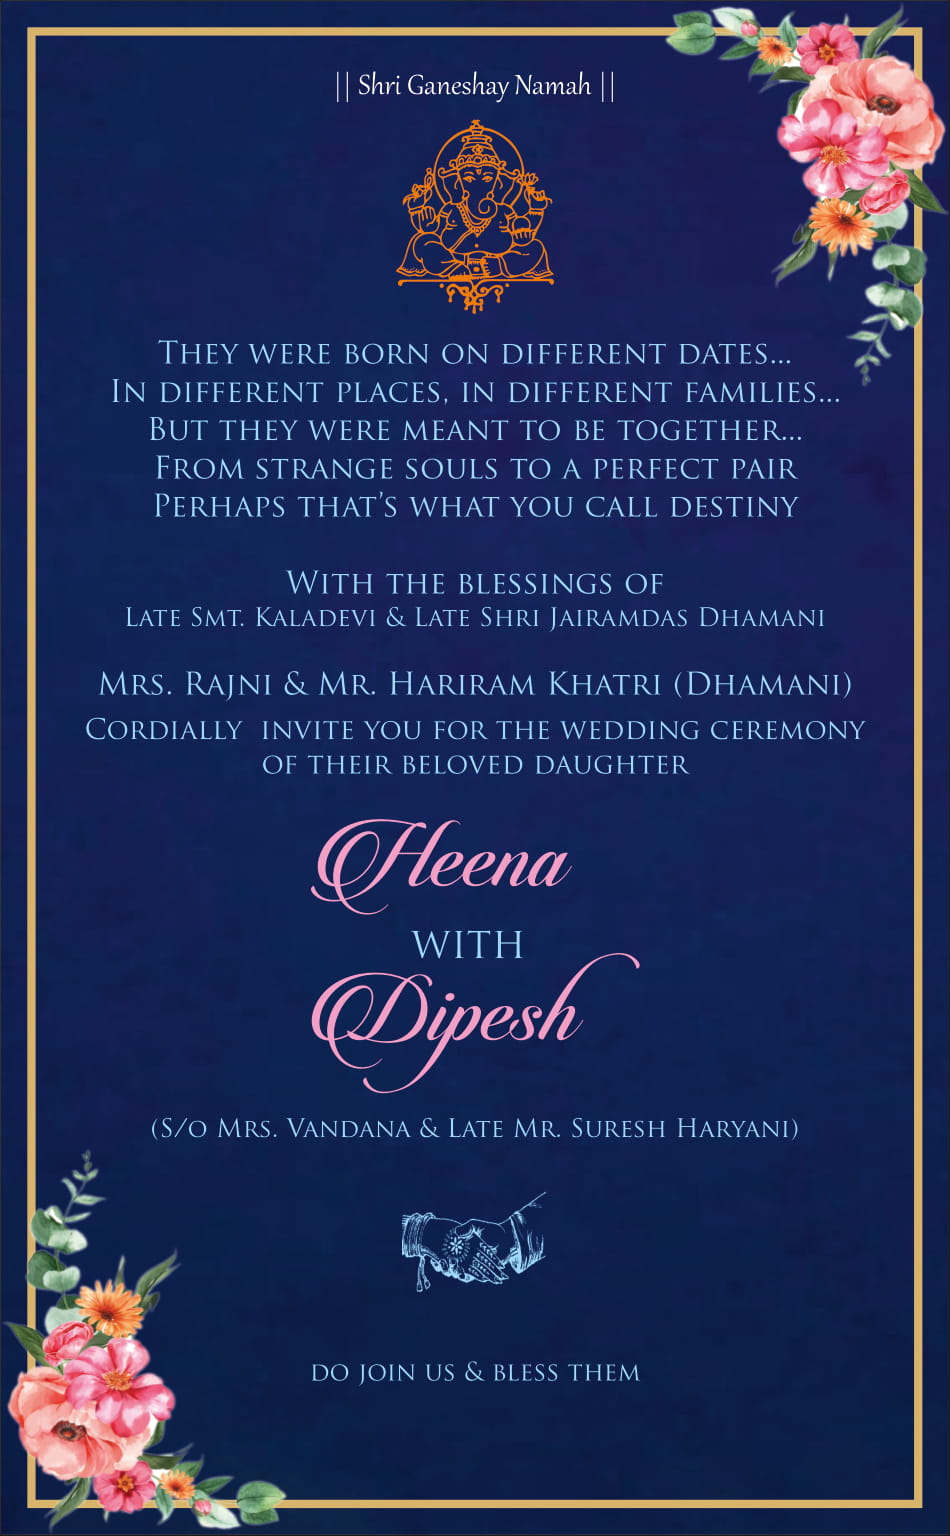 || Shri Ganeshay Namah ||
They were born on different dates...
In different places, in different families...
But they were meant to be together...
From strange souls to a perfect pair
Perhaps that's what you call destiny
With the blessings of
Late Smt. Kaladevi & Late Shri Jairamdas Dhamani
Mrs. Rajni & Mr. Hariram Khatri (Dhamani)
Cordially invite you for the wedding ceremony
of their beloved daughter
Heena
with
Dipesh
(S/o Mrs. Vandana & Late Mr. Suresh Haryani)
do join us & bless them